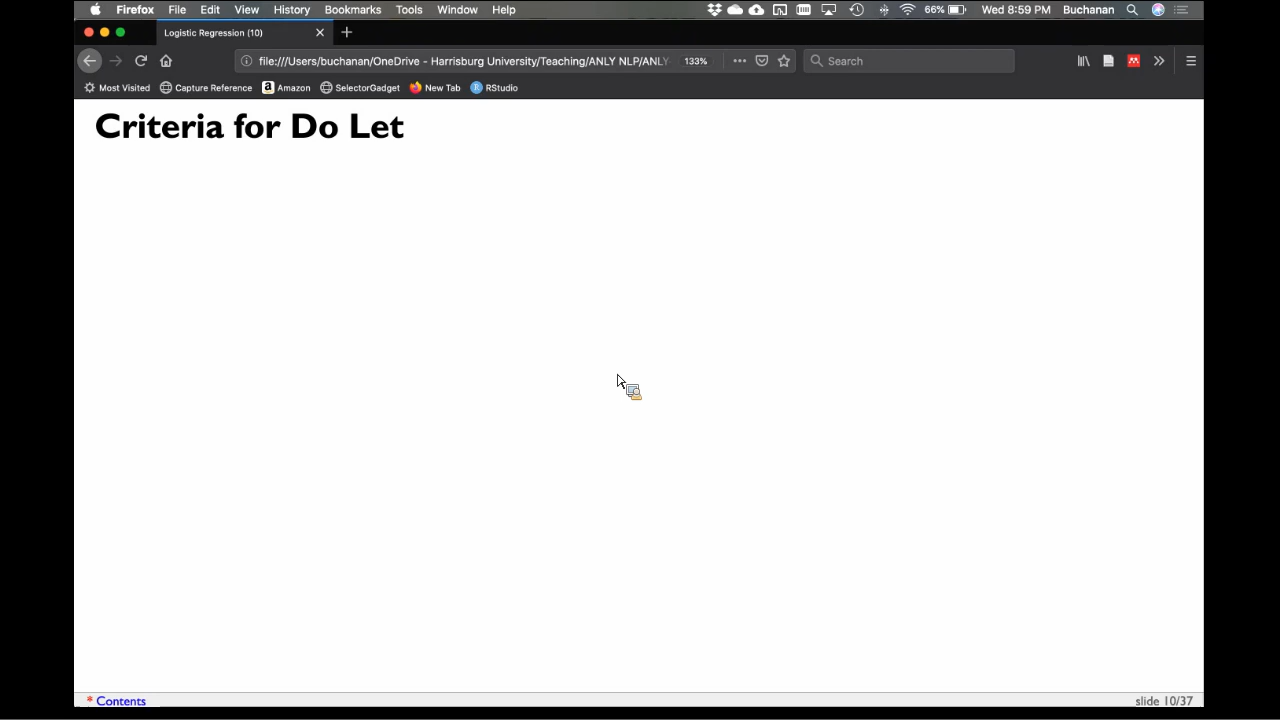 Firefox File Edit View History Bookmarks Tools Window Help 66% Wed 8:59 PM Buchanan
Logistic Regression (10)
file:///Users/buchanan/OneDrive - Harrisburg University/Teaching/ANLY NLP/ANLY 133% Search
Most Visited Capture Reference Amazon SelectorGadget New Tab RStudio
Criteria for Do Let
* Contents slide 10/37